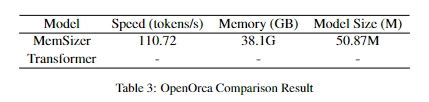 Model Speed (tokens/s) Memory (GB) Model Size (M)
MemSizer 110.72 38.1G 50.87M
Transformer - - -
Table 3: OpenOrca Comparison Result